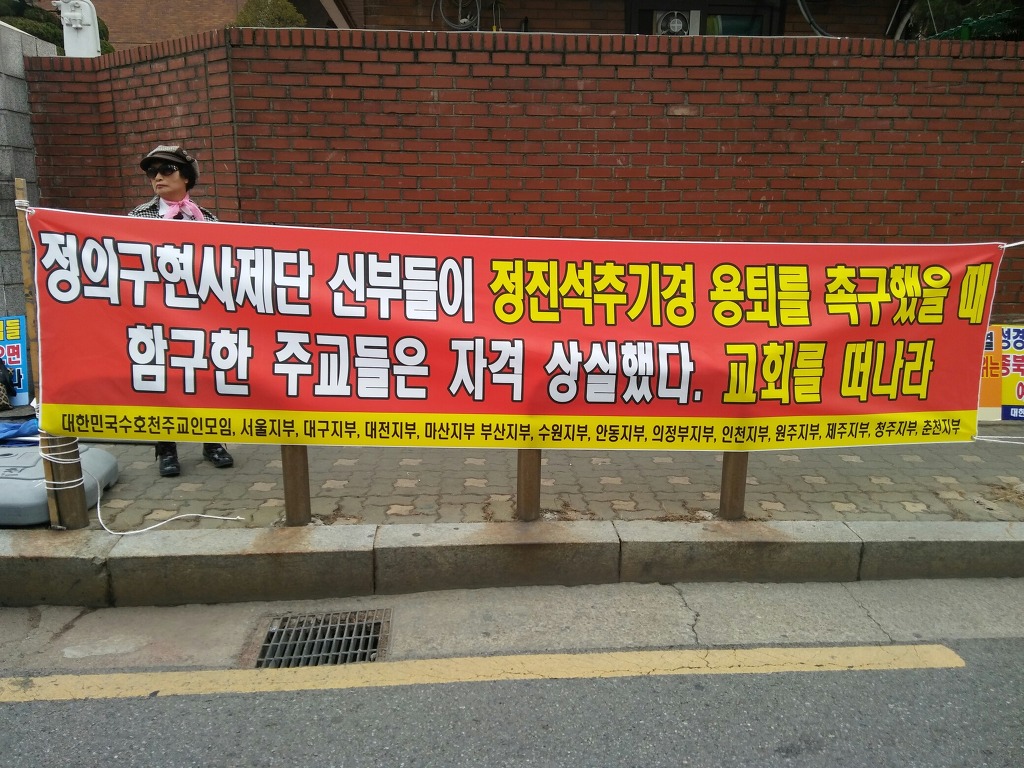 정의구현사제단 신부들이 정진석추기경 용퇴를 촉구했을 때
함구한 주교들은 자격 상실했다. 교회를 떠나라
대한민국수호천주교인모임, 서울지부, 대구지부, 대전지부, 마산지부 부산지부, 수원지부, 안동지부, 의정부지부, 인천지부, 원주지부, 제주지부, 청주지부, 춘천지부
성경
종북